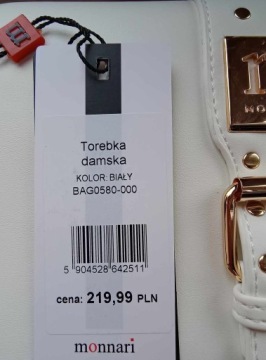 Torebka
damska
KOLOR: BIAŁY
BAG0580-000
5 904528 642511
cena: 219,99 PLN
monnari